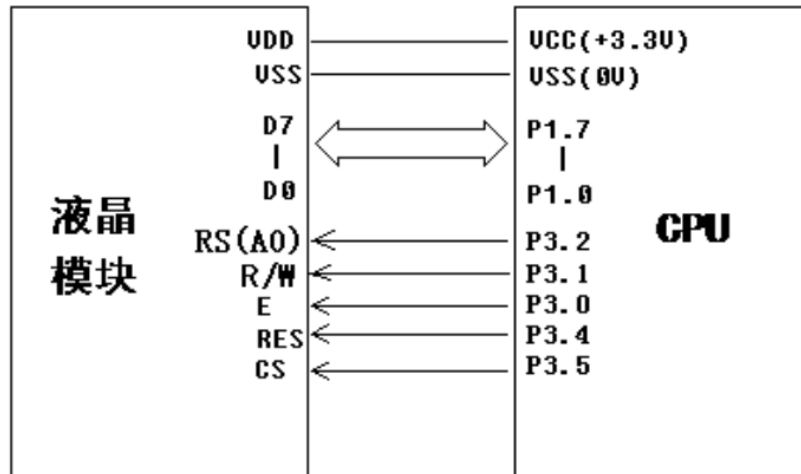 VDD VCC(+3.3V)
VSS VSS(0V)
D7 P1.7
D0 P1.0
液晶
模块
CPU
RS(A0) P3.2
R/W P3.1
E P3.0
RES P3.4
CS P3.5